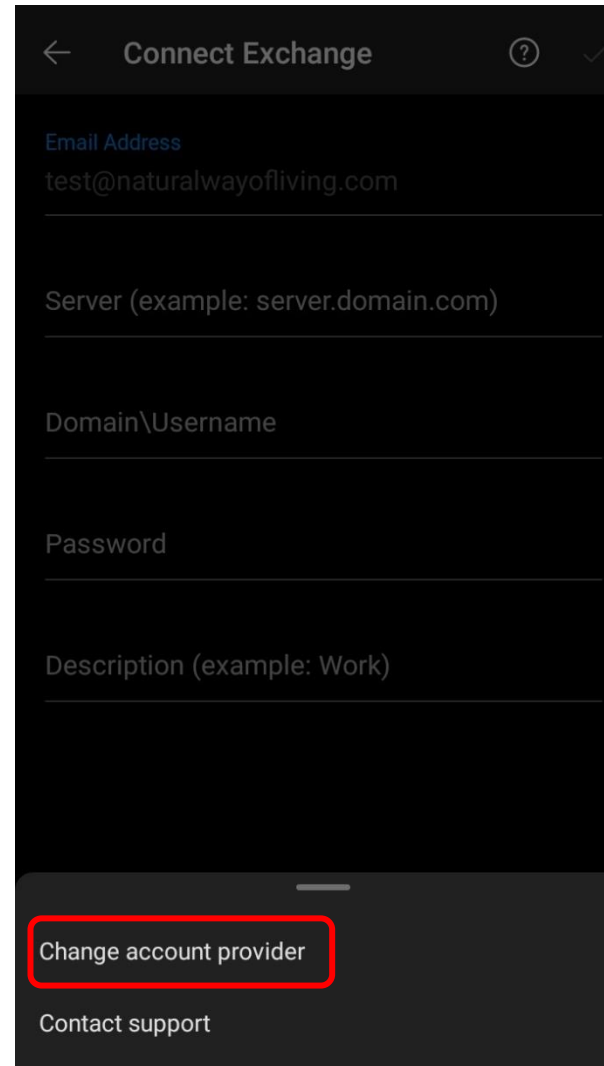 Connect Exchange
Email Address
test@naturalwayofliving.com
Server (example: server.domain.com)
Domain\Username
Password
Description (example: Work)
Change account provider
Contact support